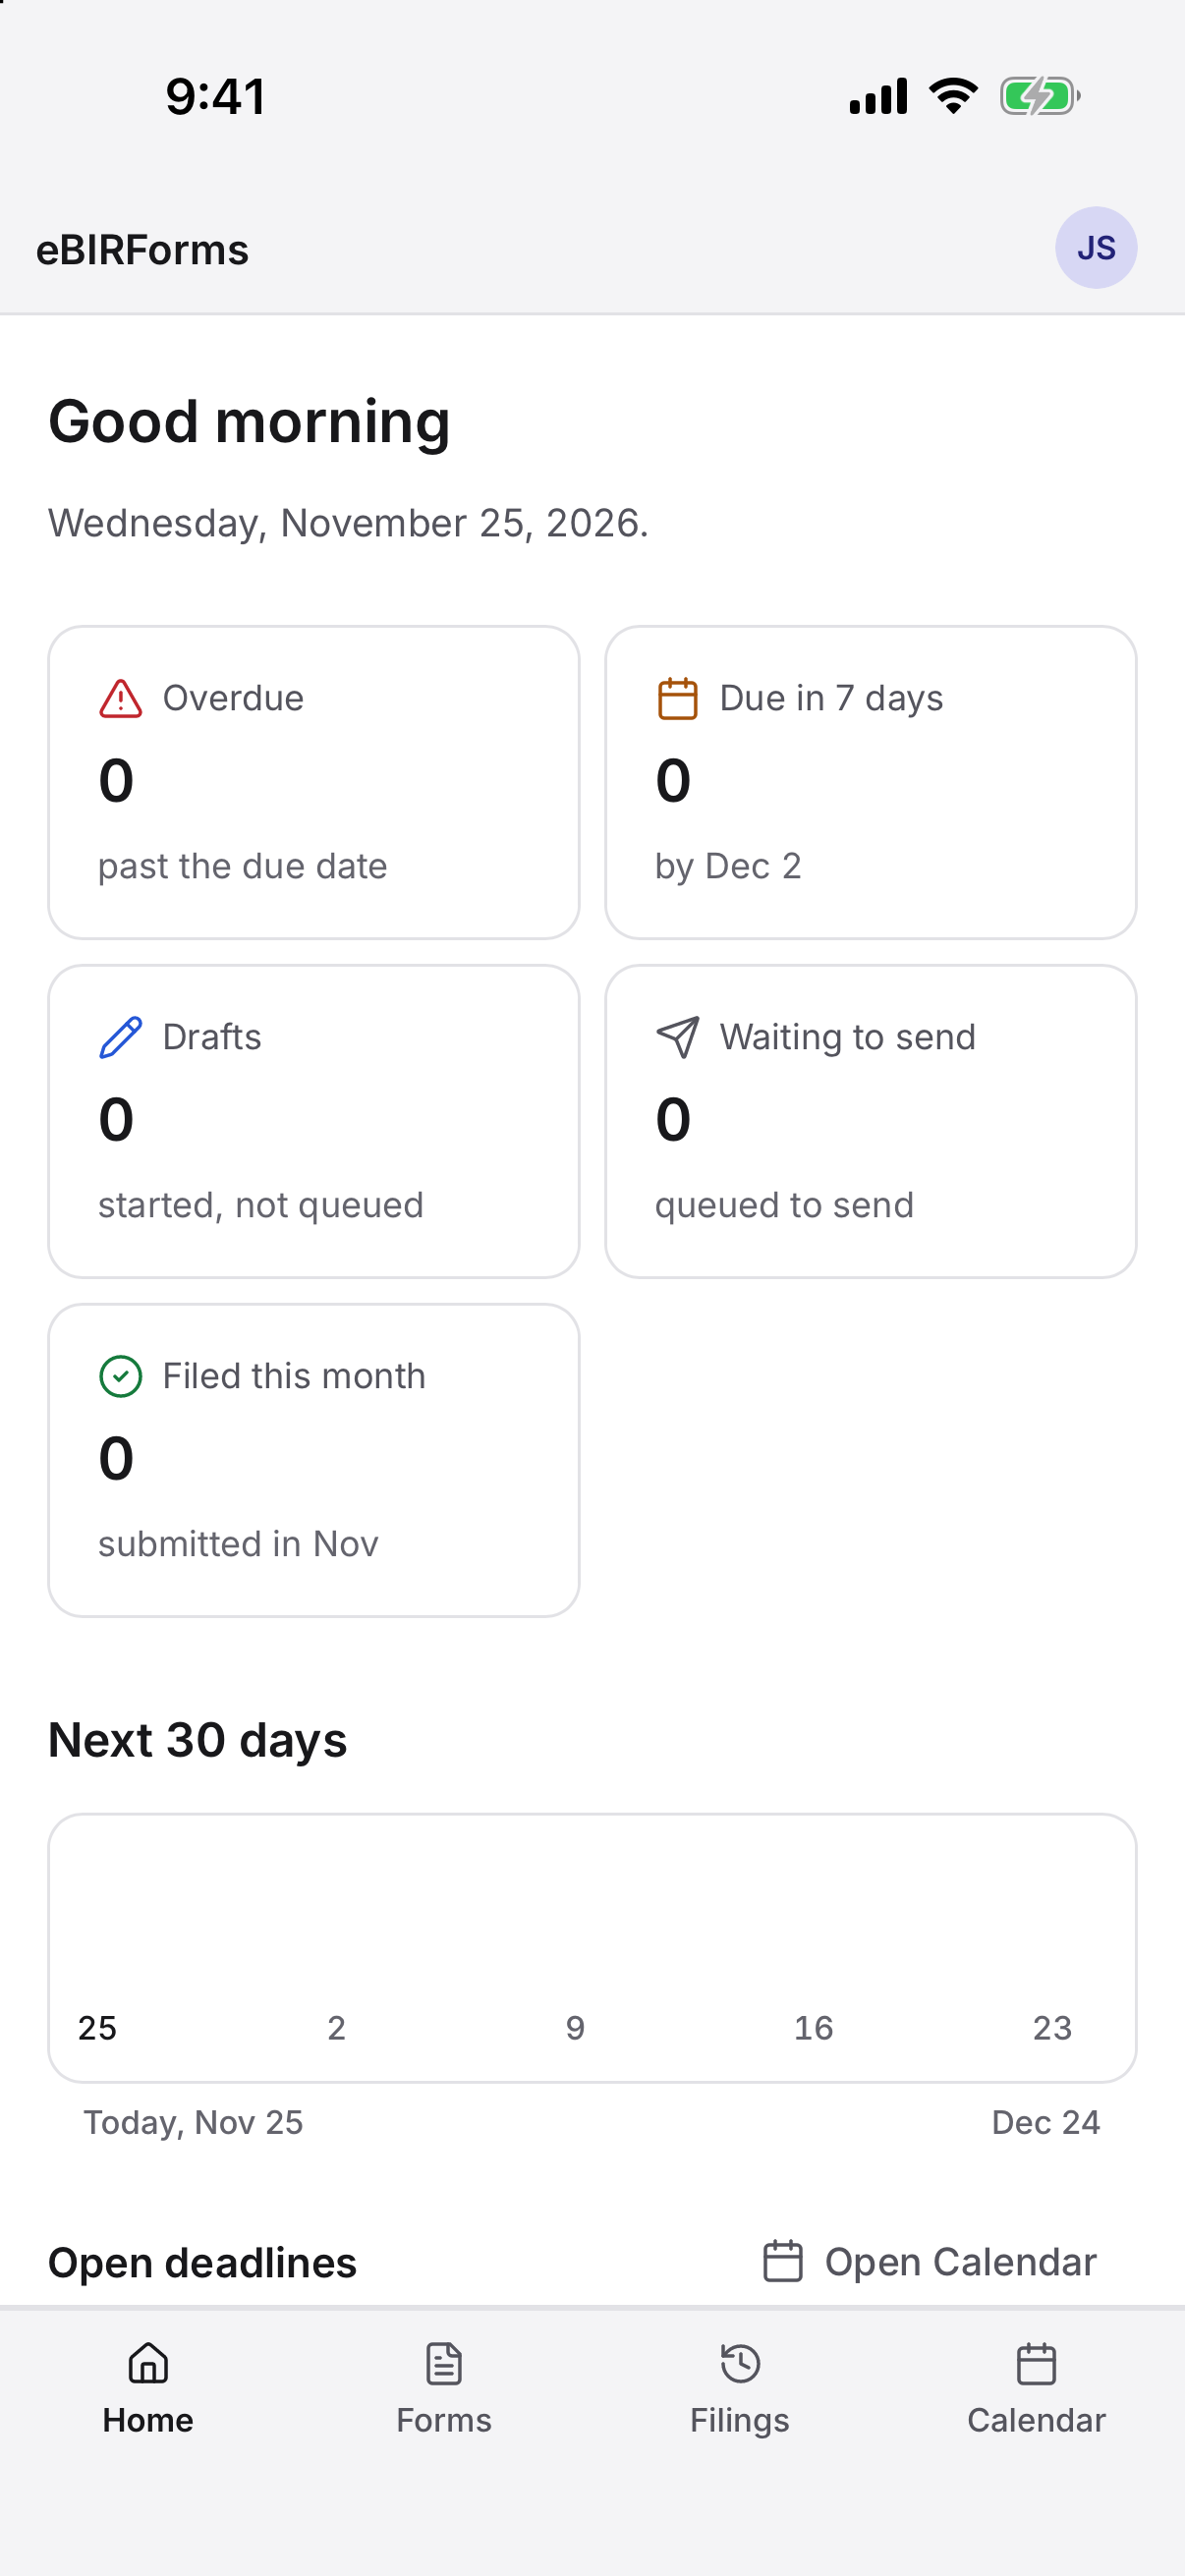 9:41
eBIRForms
JS
Good morning
Wednesday, November 25, 2026.
Overdue
0
past the due date
Due in 7 days
0
by Dec 2
Drafts
0
started, not queued
Waiting to send
0
queued to send
Filed this month
0
submitted in Nov
Next 30 days
25 2 9 16 23
Today, Nov 25 Dec 24
Open deadlines Open Calendar
Home Forms Filings Calendar